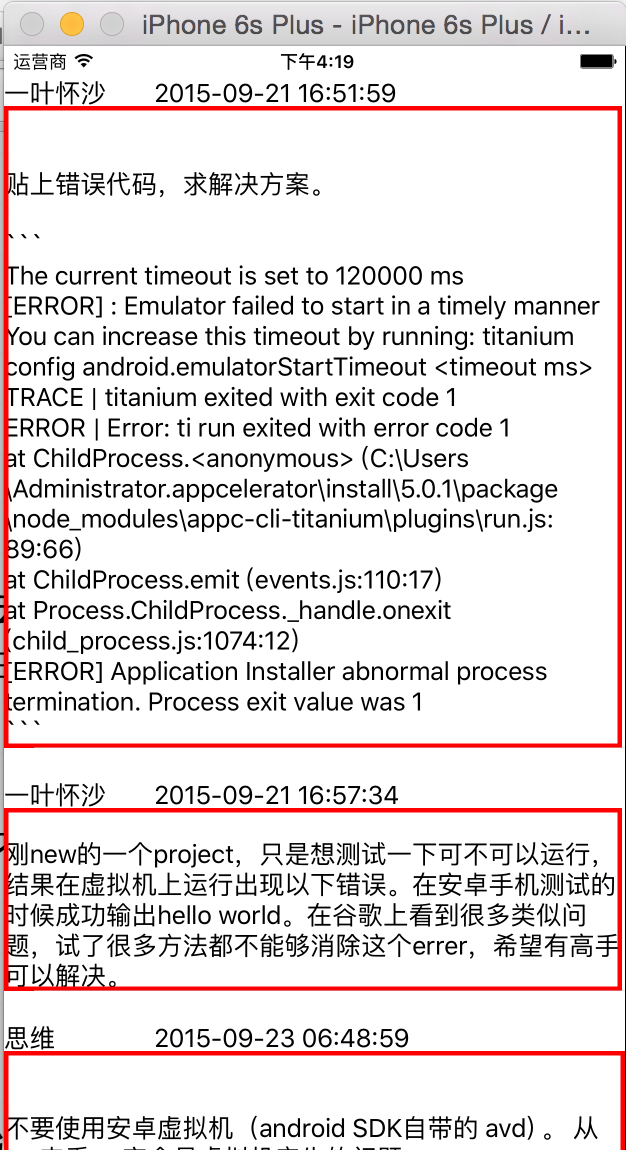 iPhone 6s Plus - iPhone 6s Plus / i...
运营商 下午4:19
一叶怀沙 2015-09-21 16:51:59
贴上错误代码，求解决方案。
```
The current timeout is set to 120000 ms
[ERROR] : Emulator failed to start in a timely manner
You can increase this timeout by running: titanium
config android.emulatorStartTimeout <timeout ms>
TRACE | titanium exited with exit code 1
ERROR | Error: ti run exited with error code 1
at ChildProcess.<anonymous> (C:\Users
\Administrator.appcelerator\install\5.0.1\package
\node_modules\appc-cli-titanium\plugins\run.js:
89:66)
at ChildProcess.emit (events.js:110:17)
at Process.ChildProcess._handle.onexit
(child_process.js:1074:12)
[ERROR] Application Installer abnormal process
termination. Process exit value was 1
```
一叶怀沙 2015-09-21 16:57:34
刚new的一个project，只是想测试一下可不可以运行，
结果在虚拟机上运行出现以下错误。在安卓手机测试的
时候成功输出hello world。在谷歌上看到很多类似问
题，试了很多方法都不能够消除这个errer，希望有高手
可以解决。
思维 2015-09-23 06:48:59
不要使用安卓虚拟机（android SDK自带的 avd) 。 从